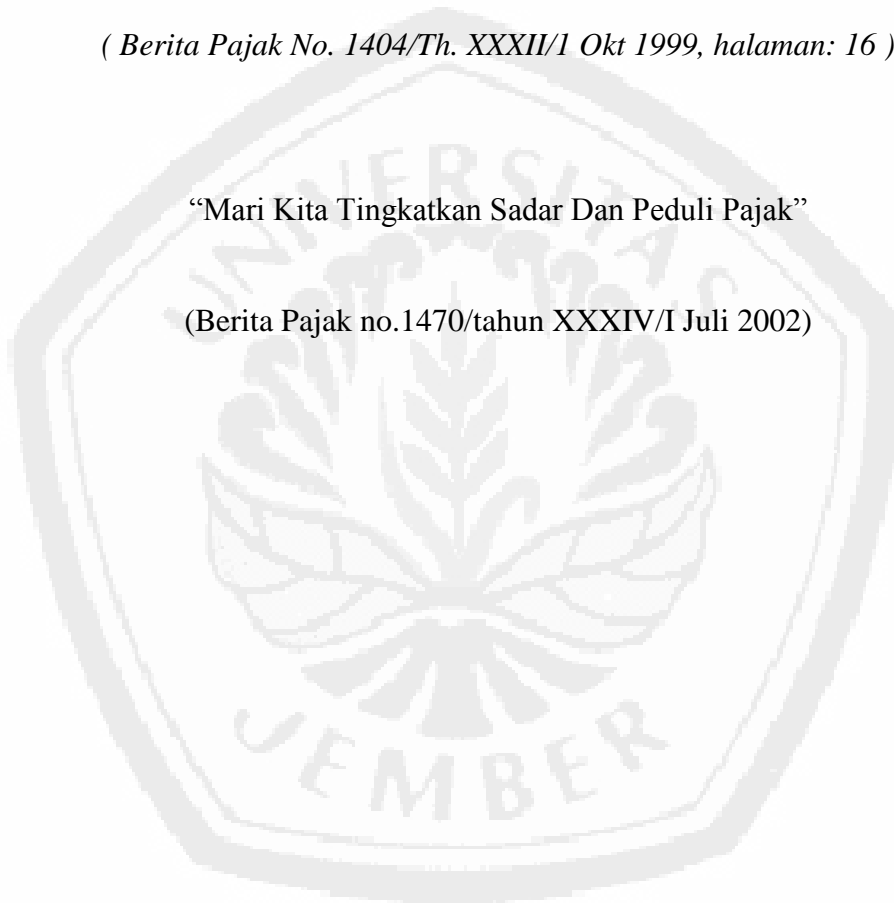 ( Berita Pajak No. 1404/Th. XXXII/1 Okt 1999, halaman: 16 )
“Mari Kita Tingkatkan Sadar Dan Peduli Pajak”
(Berita Pajak no.1470/tahun XXXIV/I Juli 2002)
UNIVERSITAS
JEMBER